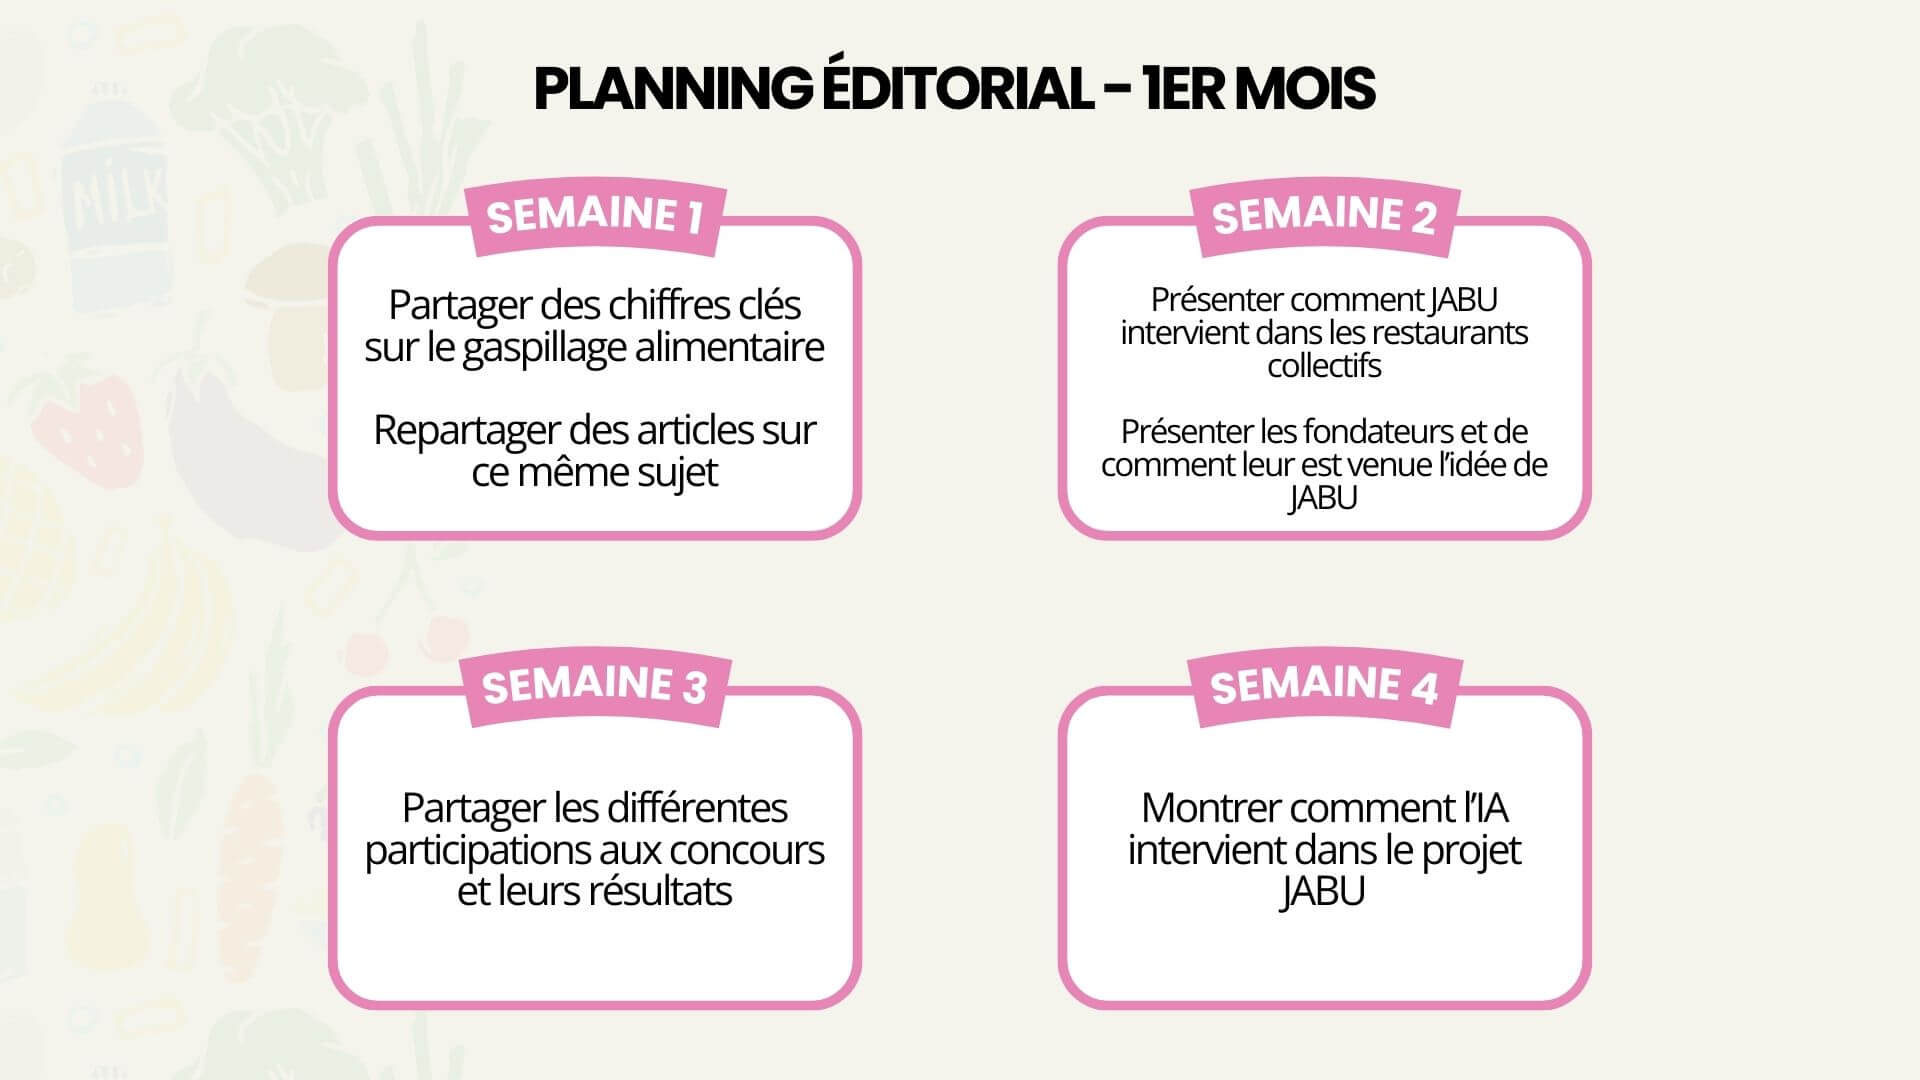 PLANNING ÉDITORIAL - 1ER MOIS
SEMAINE 1
Partager des chiffres clés
sur le gaspillage alimentaire
Repartager des articles sur
ce même sujet
SEMAINE 2
Présenter comment JABU
intervient dans les restaurants
collectifs
Présenter les fondateurs et de
comment leur est venue l’idée de
JABU
SEMAINE 3
Partager les différentes
participations aux concours
et leurs résultats
SEMAINE 4
Montrer comment l’IA
intervient dans le projet
JABU
MILK